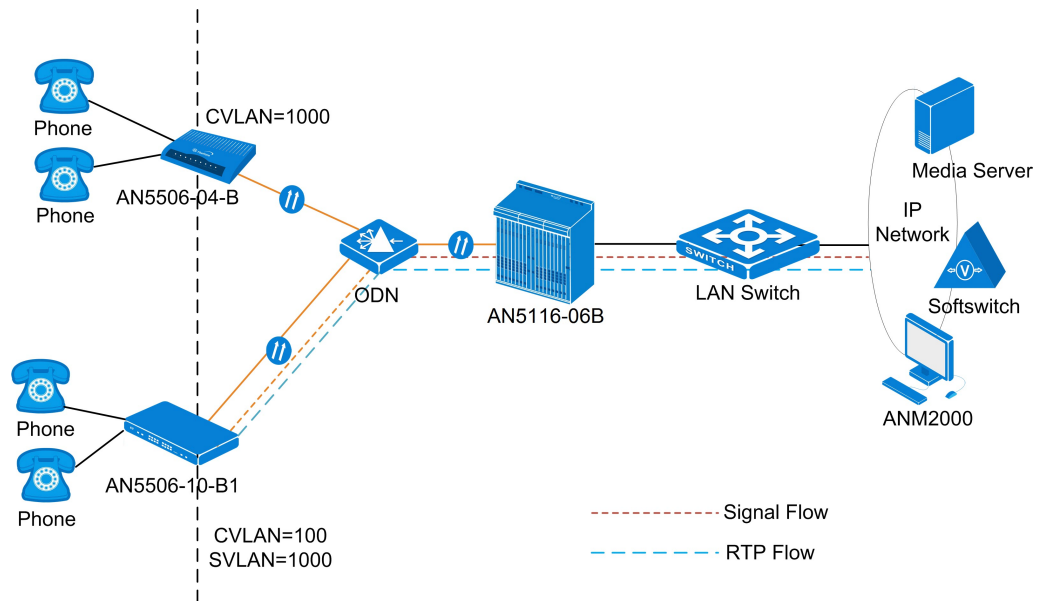 CVLAN=1000
Phone
Phone
AN5506-04-B
ODN
AN5116-06B
SWITCH
LAN Switch
IP
Network
Media Server
V
Softswitch
ANM2000
Phone
Phone
AN5506-10-B1
CVLAN=100
SVLAN=1000
Signal Flow
RTP Flow